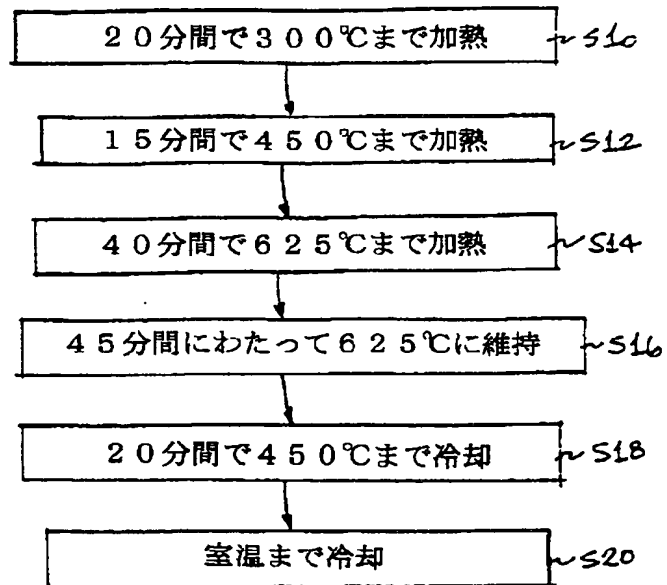 20分間で300℃まで加熱 S10
15分間で450℃まで加熱 S12
40分間で625℃まで加熱 S14
45分間にわたって625℃に維持 S16
20分間で450℃まで冷却 S18
室温まで冷却 S20